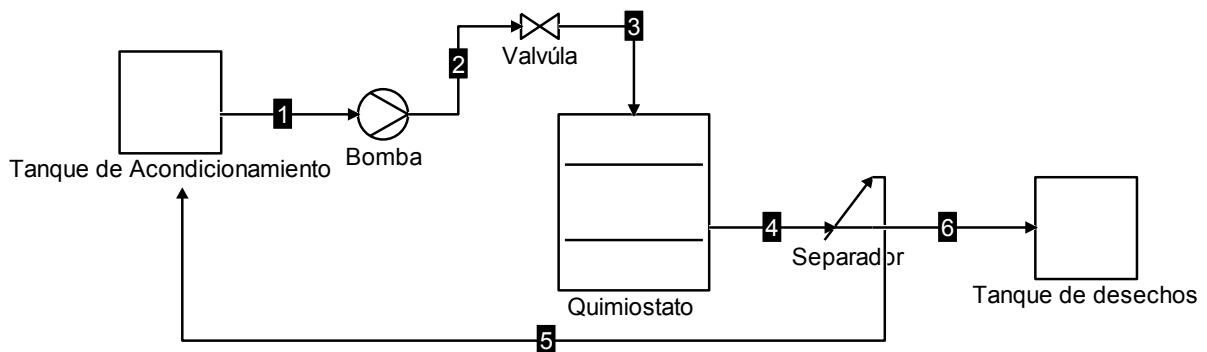 3
2
Valvúla
1
Tanque de Acondicionamiento
Bomba
4
6
Separador
Quimiostato
Tanque de desechos
5